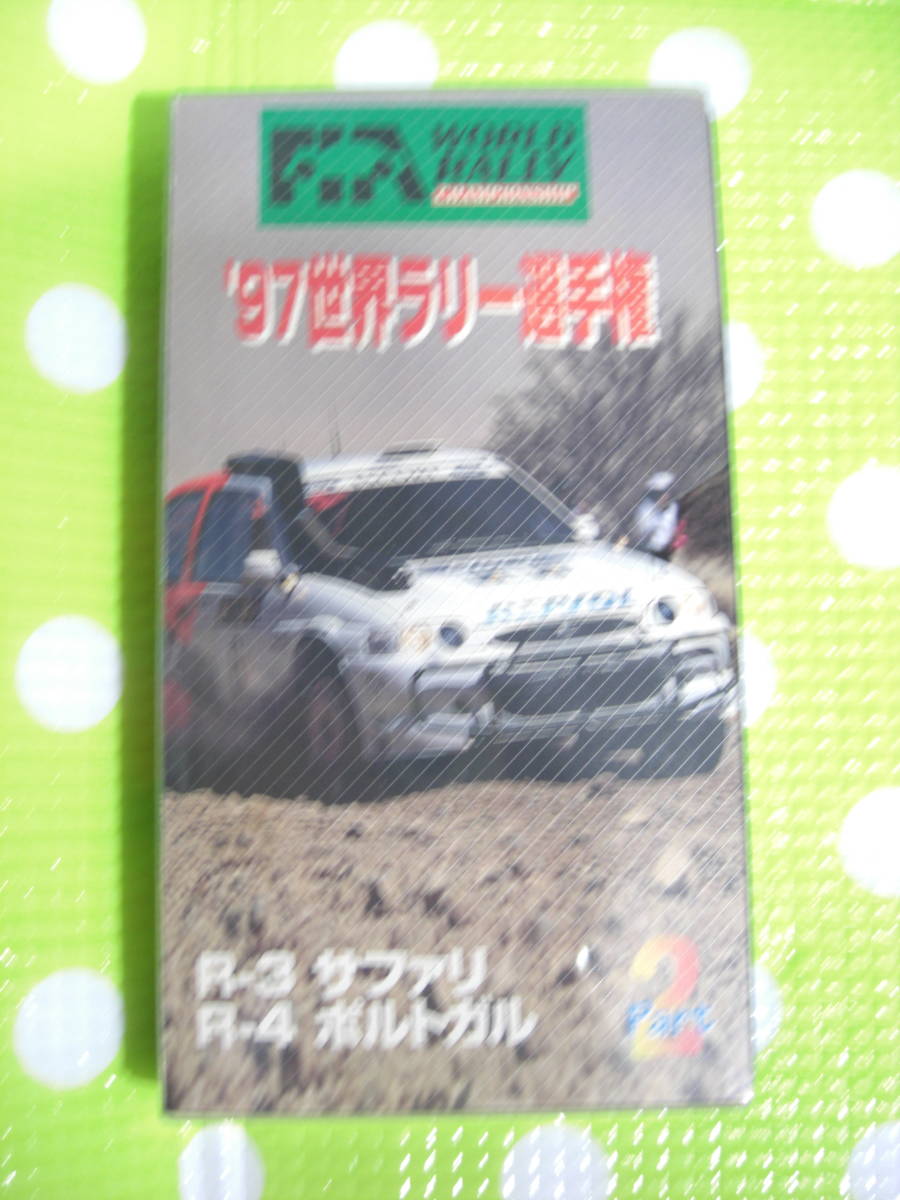 FIA WORLD
RALLY
CHAMPIONSHIP
'97世界ラリー選手権
REPSOL
R-3 サファリ
R-4 ポルトガル
2
Part